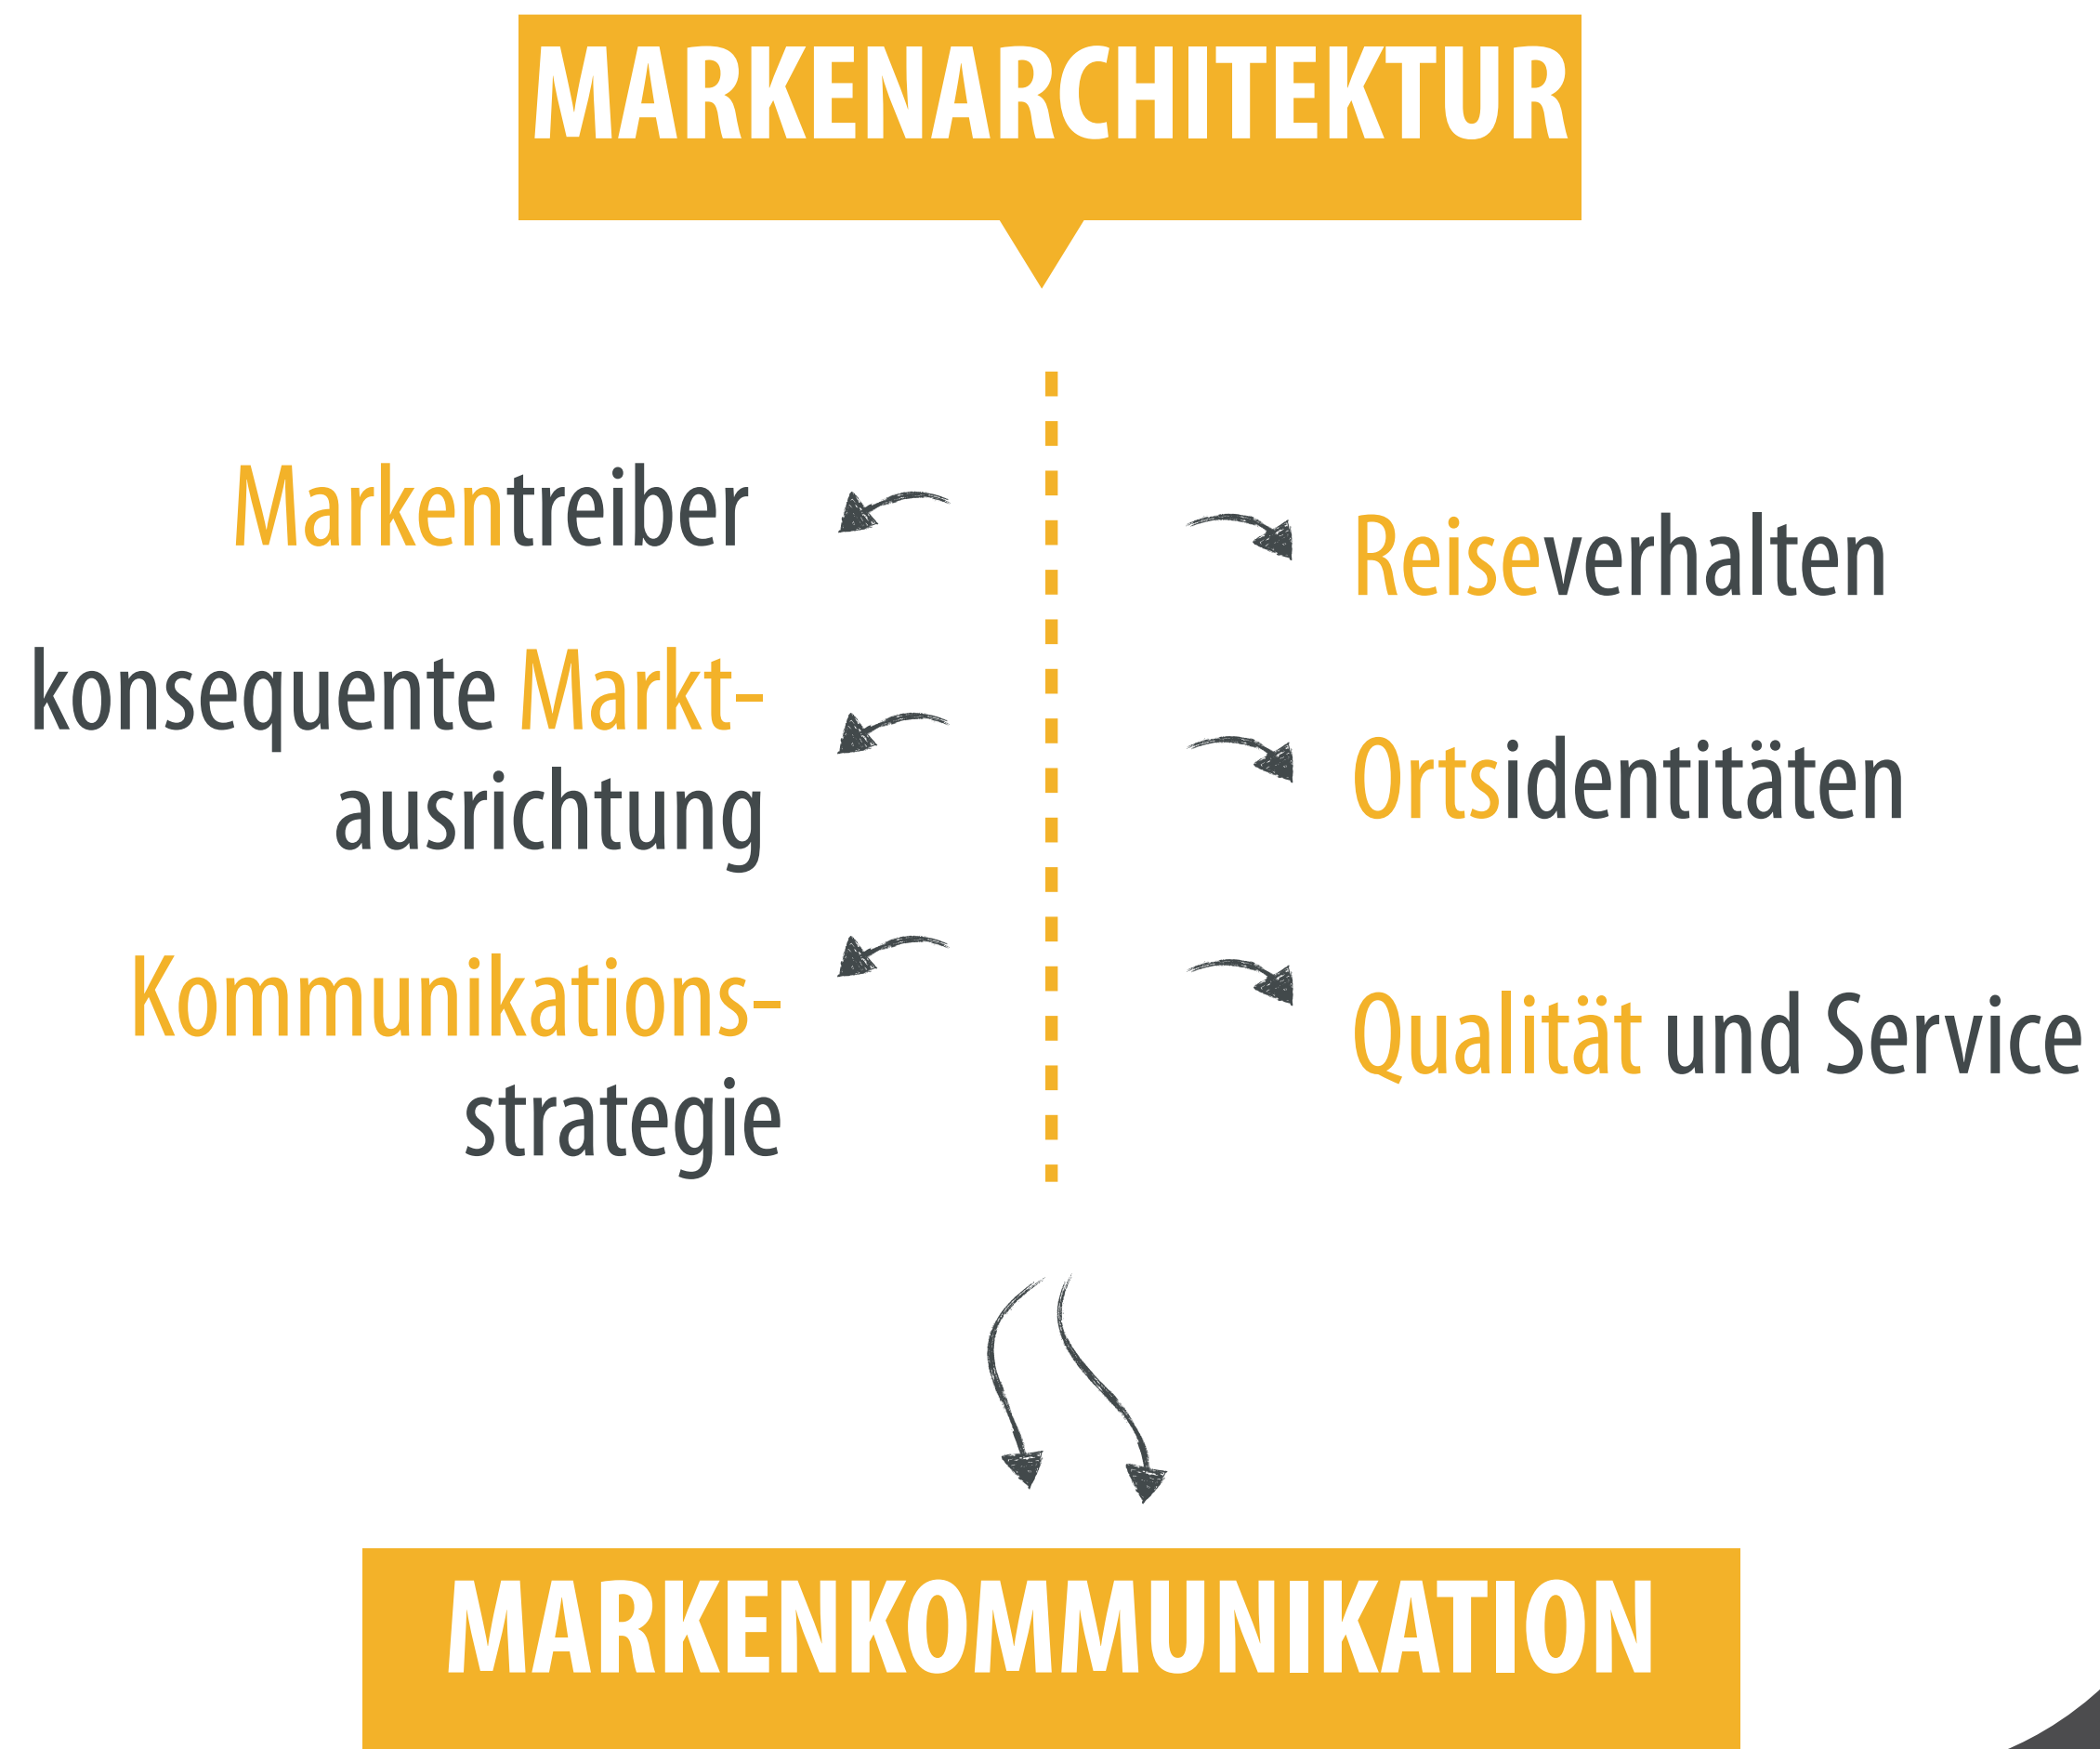 MARKENARCHITEKTUR
Markentreiber
konsequente Markt-
ausrichtung
Kommunikations-
strategie
Reiseverhalten
Ortsidentitäten
Qualität und Service
MARKENKOMMUNIKATION